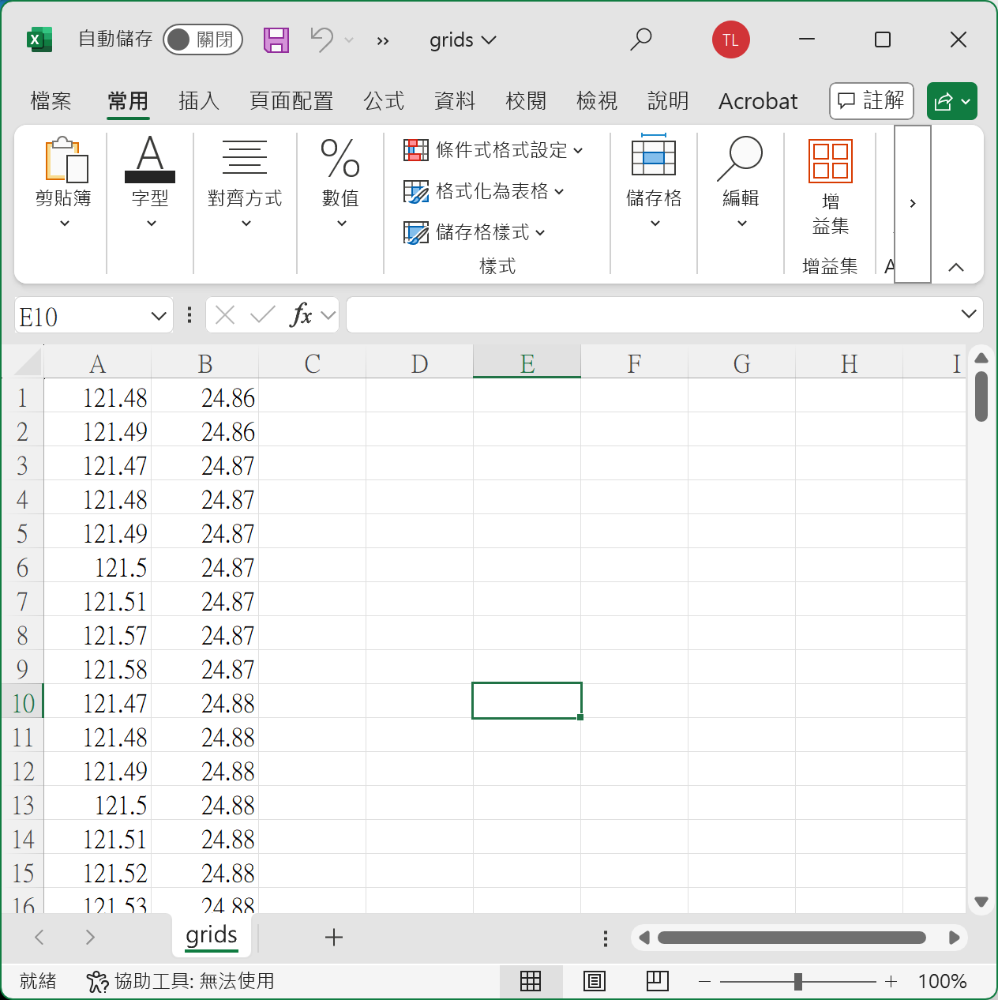 自動儲存 關閉 grids TL
檔案 常用 插入 頁面配置 公式 資料 校閱 檢視 說明 Acrobat 註解
剪貼簿 字型 對齊方式 % 數值 條件式格式設定 格式化為表格 儲存格樣式 樣式 儲存格 編輯 增益集 增益集 A
E10 fx
A B C D E F G H I
1 121.48 24.86
2 121.49 24.86
3 121.47 24.87
4 121.48 24.87
5 121.49 24.87
6 121.5 24.87
7 121.51 24.87
8 121.57 24.87
9 121.58 24.87
10 121.47 24.88
11 121.48 24.88
12 121.49 24.88
13 121.5 24.88
14 121.51 24.88
15 121.52 24.88
16 121.53 24.88
grids
就緒 協助工具: 無法使用 100%